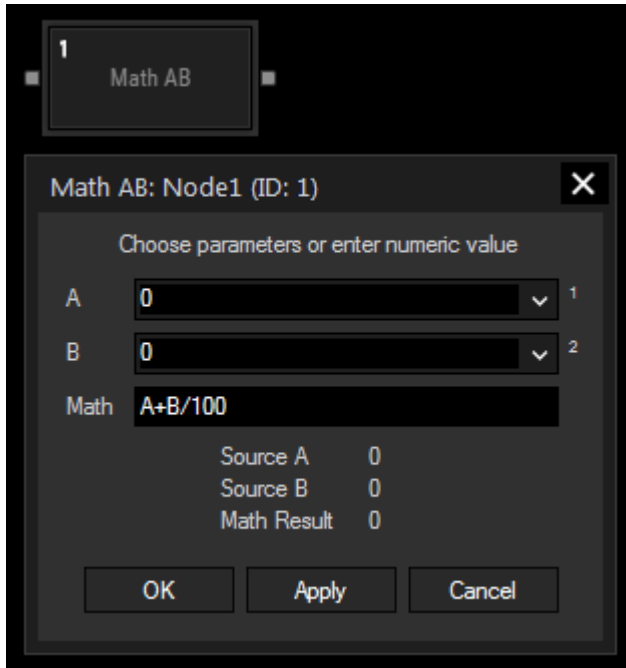 1
Math AB
Math AB: Node1 (ID: 1)
Choose parameters or enter numeric value
A 0 1
B 0 2
Math A+B/100
Source A 0
Source B 0
Math Result 0
OK Apply Cancel